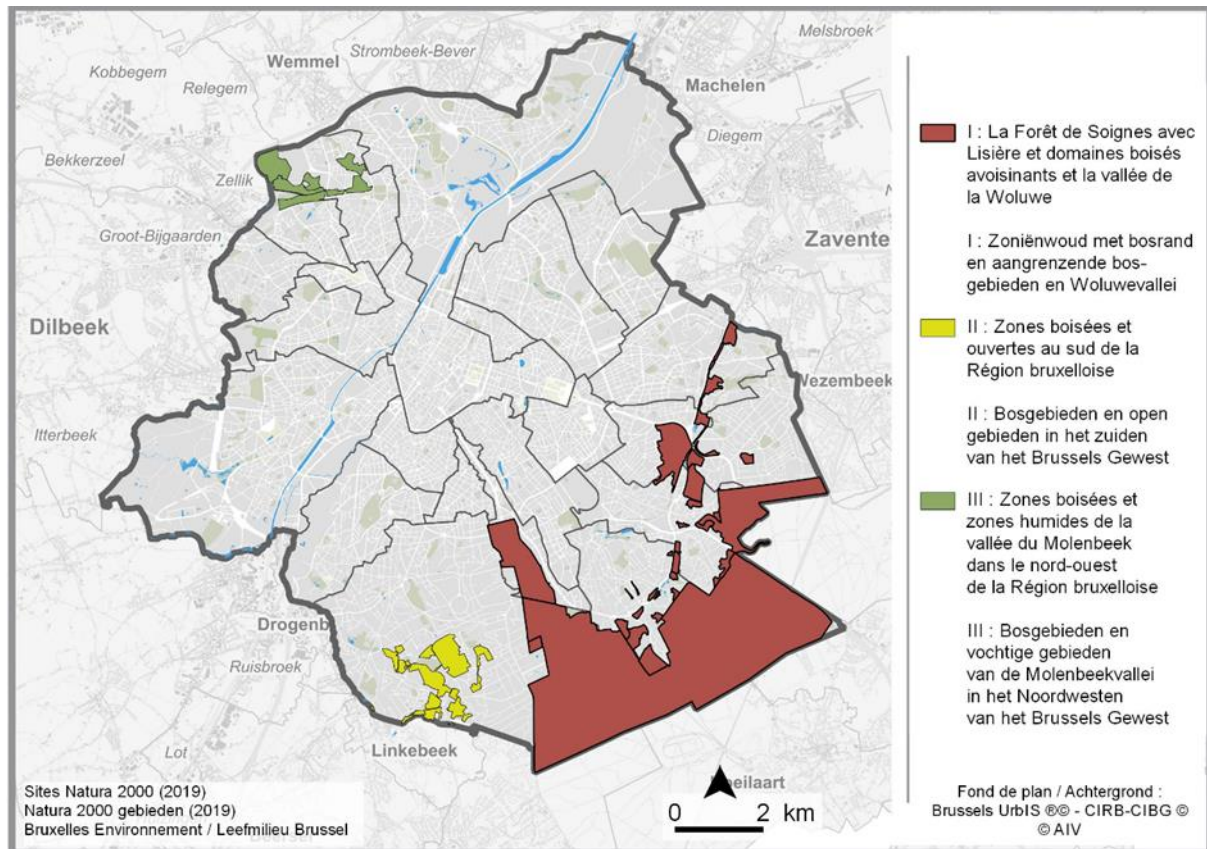 Melsbroek
Strombeek-Bever
Wemmel
Kobbegem
Machelen
Relegem
Diegem
Bekkerzeel
Zellik
Groot-Bijgaarden
Zavente
Dilbeek
Wezembeek
Itterbeek
Drogenb
Ruisbroek
Linkebeek
Lot
eilaart
Sites Natura 2000 (2019)
Natura 2000 gebieden (2019)
Bruxelles Environnement / Leefmilieu Brussel
0 2 km
I : La Forêt de Soignes avec
Lisière et domaines boisés
avoisinants et la vallée de
la Woluwe
I : Zoniënwoud met bosrand
en aangrenzende bos-
gebieden en Woluwevallei
II : Zones boisées et
ouvertes au sud de la
Région bruxelloise
II : Bosgebieden en open
gebieden in het zuiden
van het Brussels Gewest
III : Zones boisées et
zones humides de la
vallée du Molenbeek
dans le nord-ouest
de la Région bruxelloise
III : Bosgebieden en
vochtige gebieden
van de Molenbeekvallei
in het Noordwesten
van het Brussels Gewest
Fond de plan / Achtergrond :
Brussels UrbIS ®© - CIRB-CIBG ©
© AIV